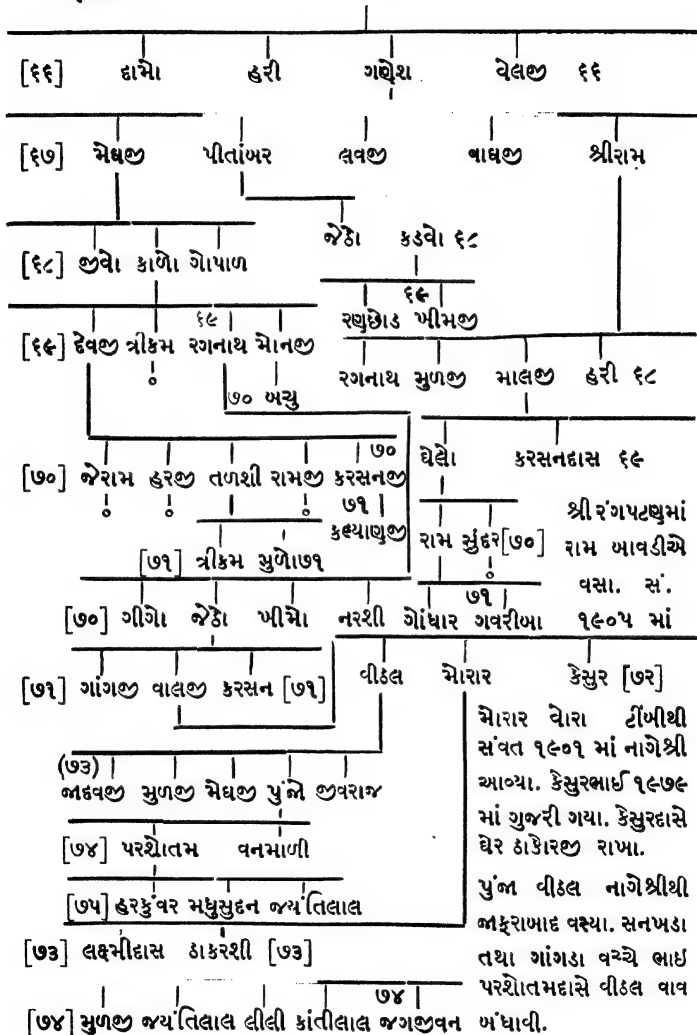 [૬૬] દામો હરી ગણેશ વેલજી ૬૬
[૬૭] મેઘજી પીતાંબર લવજી વાઘજી શ્રીરામ
જેઠો કડવો ૬૮
[૬૮] જીવો કાળો ગોપાળ
૬૯
રણછોડ ખીમજી
૬૯
[૬૯] દેવજી ત્રીકમ રગનાથ મોનજી
રગનાથ મુળજી માલજી હરી ૬૮
૭૦ બચુ
૭૦
ઘેલો કરસનદાસ ૬૯
[૭૦] જેરામ હરજી તળશી રામજી કરસનજી
૭૧
કલ્યાણજી
શ્રી રંગપટણમાં
રામ સુંદર [૭૦] રામ બાવડીએ
[૭૧] ત્રીકમ મુળો ૭૧
૭૧ વસા. સં.
[૭૦] ગીગો જેઠો ખીમો નરશી ગોંધાર ગવરીબા ૧૯૦૫ માં
[૭૧] ગાંગજી વાલજી કરસન [૭૧]
વીઠલ મોરાર કેસુર [૭૨]
મોરાર વોરા ટીંબીથી
સંવત ૧૯૦૧ માં નાગેશ્રી
આવ્યા. કેસુરભાઈ ૧૯૭૯
માં ગુજરી ગયા. કેસુરદાસે
ઘેર ઠાકોરજી રાખા.
(૭૩)
જાદવજી મુળજી મેઘજી પુંજો જીવરાજ
[૭૪] પરશોતમ વનમાળી
[૭૫] હરકુંવર મધુસુદન જયંતિલાલ
પુંજા વીઠલ નાગેશ્રીથી
જાફરાબાદ વસ્યા. સનખડા
તથા ગાંગડા વચ્ચે ભાઇ
પરશોતમદાસે વીઠલ વાવ
બંધાવી.
[૭૩] લક્ષ્મીદાસ ઠાકરશી [૭૩]
૭૪
[૭૪] મુળજી જયંતિલાલ લીલી કાંતીલાલ જગજીવન